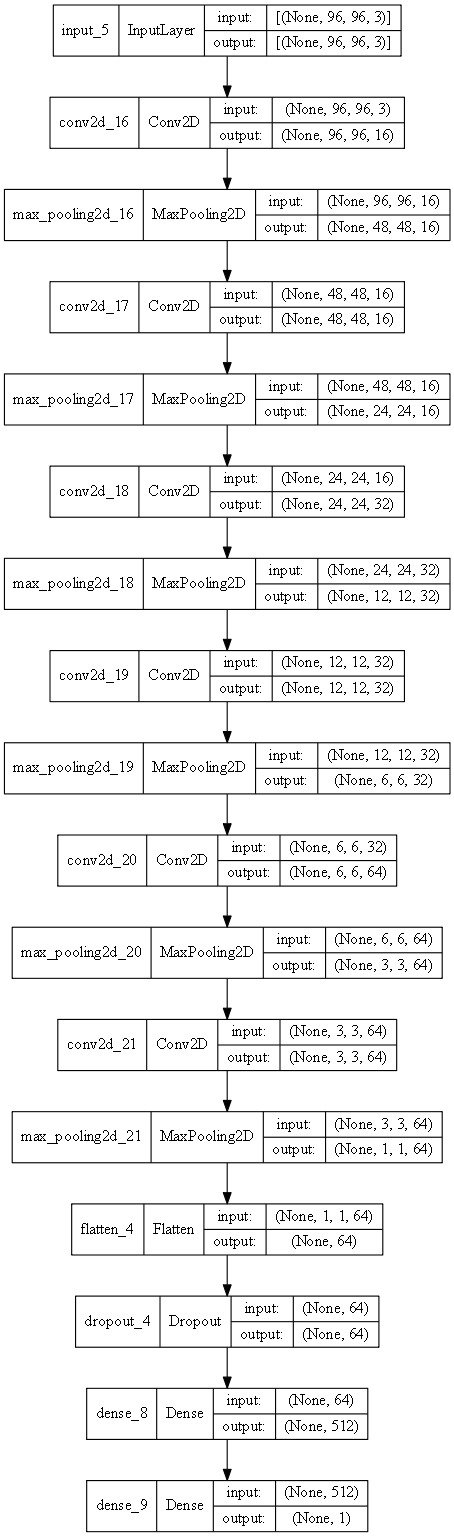 input_5 InputLayer input: [(None, 96, 96, 3)]
output: [(None, 96, 96, 3)]
conv2d_16 Conv2D input: (None, 96, 96, 3)
output: (None, 96, 96, 16)
max_pooling2d_16 MaxPooling2D input: (None, 96, 96, 16)
output: (None, 48, 48, 16)
conv2d_17 Conv2D input: (None, 48, 48, 16)
output: (None, 48, 48, 16)
max_pooling2d_17 MaxPooling2D input: (None, 48, 48, 16)
output: (None, 24, 24, 16)
conv2d_18 Conv2D input: (None, 24, 24, 16)
output: (None, 24, 24, 32)
max_pooling2d_18 MaxPooling2D input: (None, 24, 24, 32)
output: (None, 12, 12, 32)
conv2d_19 Conv2D input: (None, 12, 12, 32)
output: (None, 12, 12, 32)
max_pooling2d_19 MaxPooling2D input: (None, 12, 12, 32)
output: (None, 6, 6, 32)
conv2d_20 Conv2D input: (None, 6, 6, 32)
output: (None, 6, 6, 64)
max_pooling2d_20 MaxPooling2D input: (None, 6, 6, 64)
output: (None, 3, 3, 64)
conv2d_21 Conv2D input: (None, 3, 3, 64)
output: (None, 3, 3, 64)
max_pooling2d_21 MaxPooling2D input: (None, 3, 3, 64)
output: (None, 1, 1, 64)
flatten_4 Flatten input: (None, 1, 1, 64)
output: (None, 64)
dropout_4 Dropout input: (None, 64)
output: (None, 64)
dense_8 Dense input: (None, 64)
output: (None, 512)
dense_9 Dense input: (None, 512)
output: (None, 1)